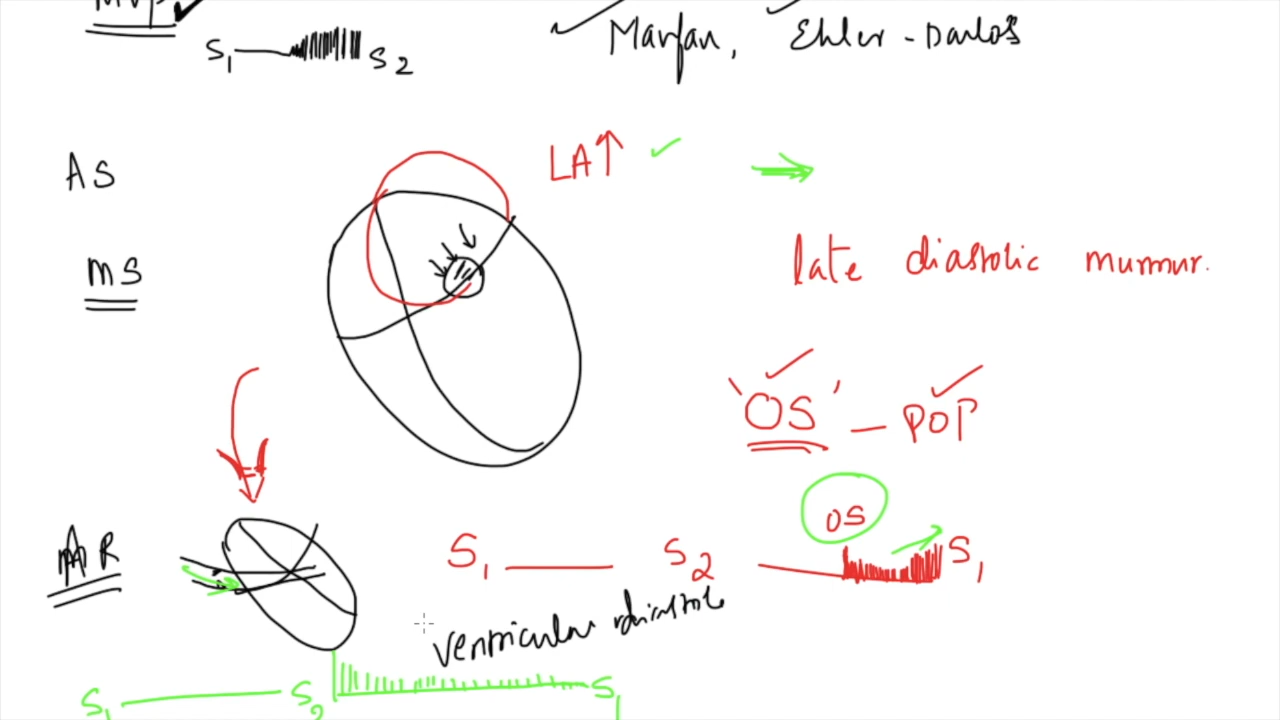 MVP
S1 S2 Marfan, Ehler-Danlos
AS LA↑
MS late diastolic murmur.
'OS' - POP
OS
AR S1 S2 S1
ventricular diastole
S1 S2 S1